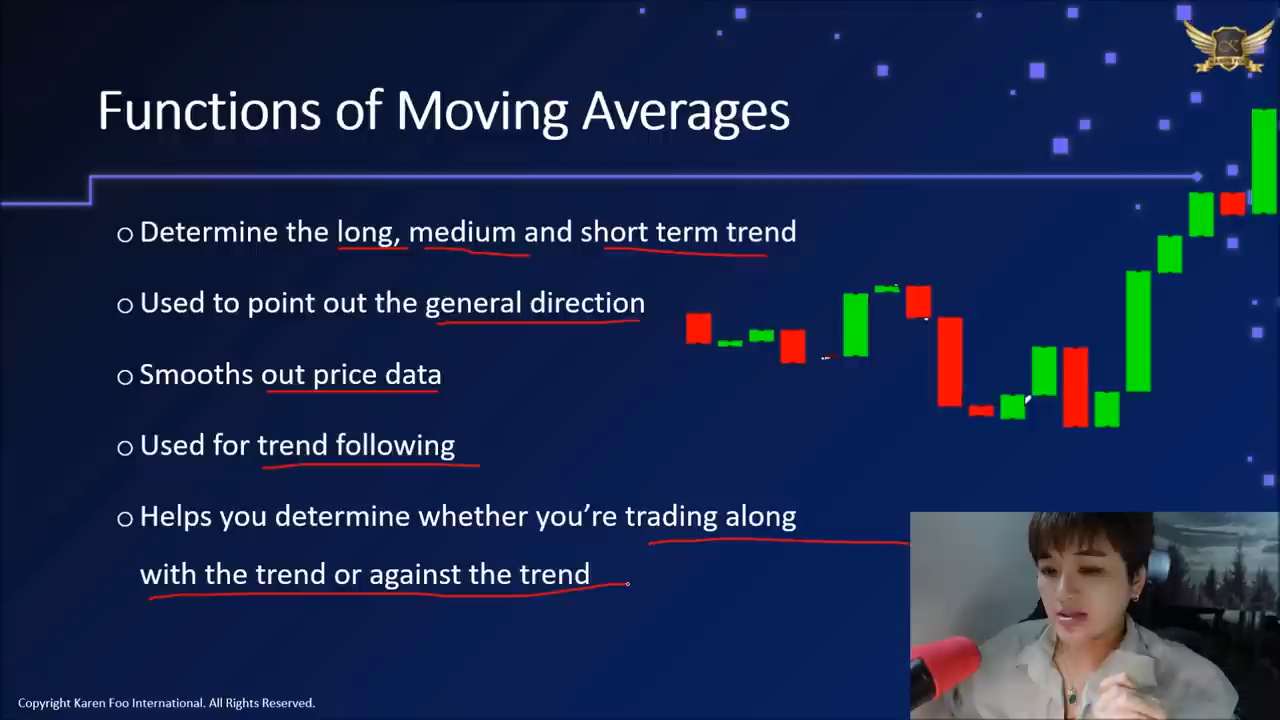 Functions of Moving Averages
Determine the long, medium and short term trend
Used to point out the general direction
Smooths out price data
Used for trend following
Helps you determine whether you’re trading along
with the trend or against the trend
Copyright Karen Foo International. All Rights Reserved.
KAREN FOO